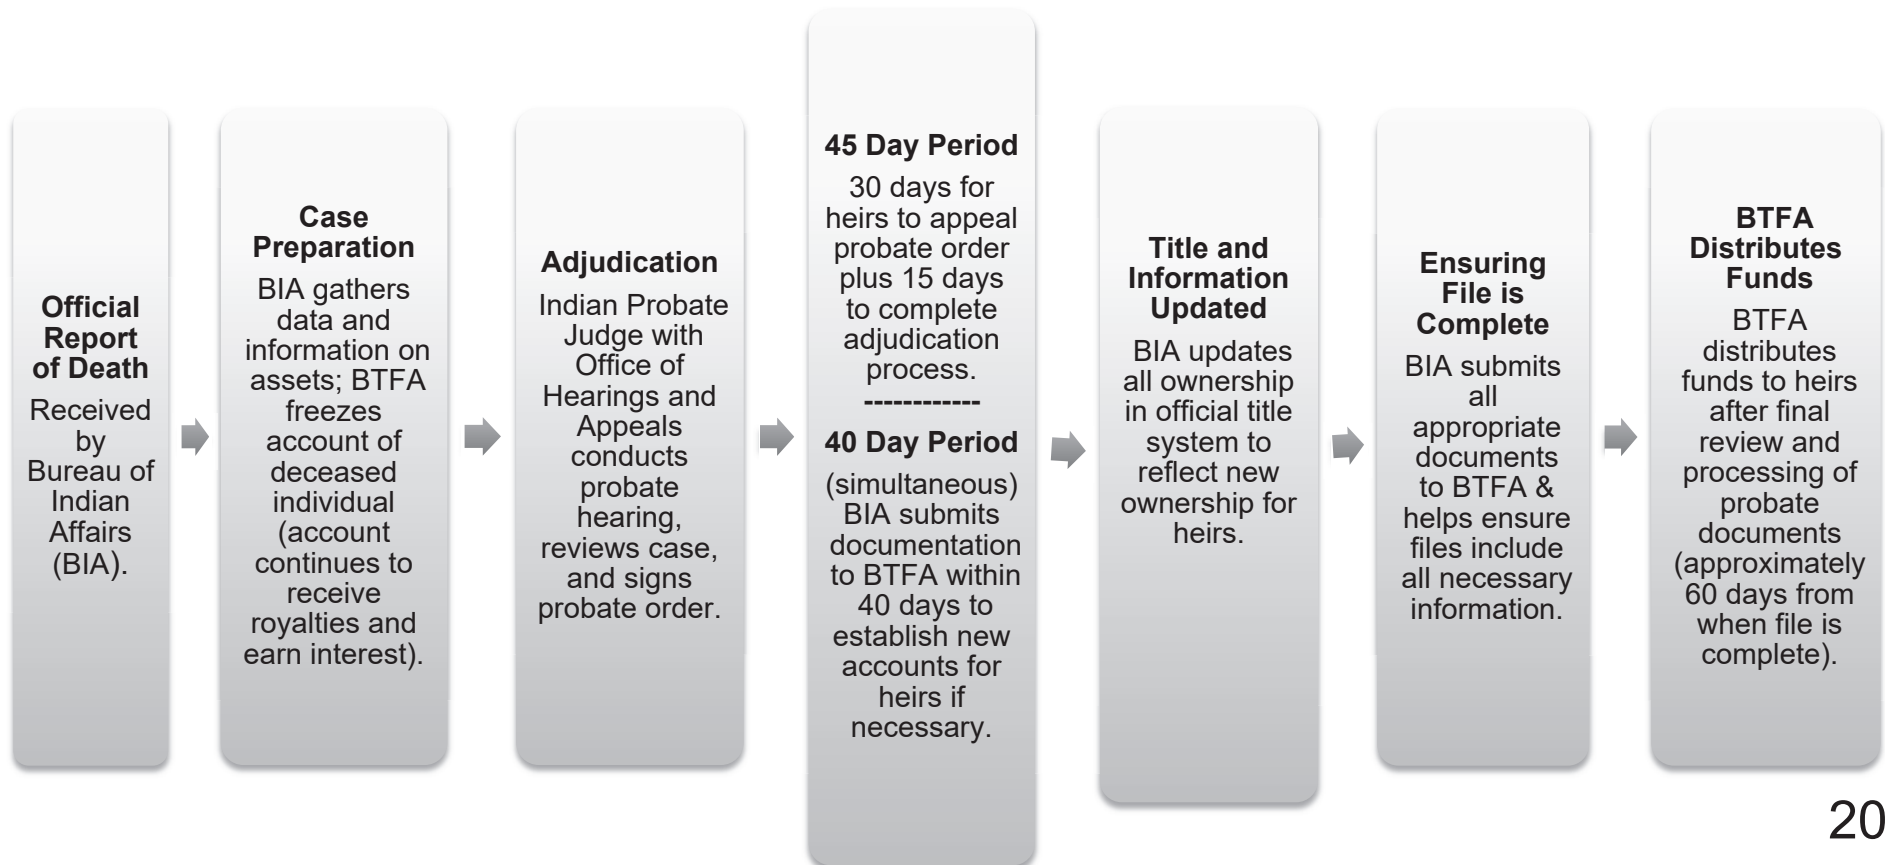 Official
Report
of Death
Received
by
Bureau of
Indian
Affairs
(BIA).
Case
Preparation
BIA gathers
data and
information on
assets; BTFA
freezes
account of
deceased
individual
(account
continues to
receive
royalties and
earn interest).
Adjudication
Indian Probate
Judge with
Office of
Hearings and
Appeals
conducts
probate
hearing,
reviews case,
and signs
probate order.
45 Day Period
30 days for
heirs to appeal
probate order
plus 15 days
to complete
adjudication
process.
------------
40 Day Period
(simultaneous)
BIA submits
documentation
to BTFA within
40 days to
establish new
accounts for
heirs if
necessary.
Title and
Information
Updated
BIA updates
all ownership
in official title
system to
reflect new
ownership for
heirs.
Ensuring
File is
Complete
BIA submits
all
appropriate
documents
to BTFA &
helps ensure
files include
all necessary
information.
BTFA
Distributes
Funds
BTFA
distributes
funds to heirs
after final
review and
processing of
probate
documents
(approximately
60 days from
when file is
complete).
20